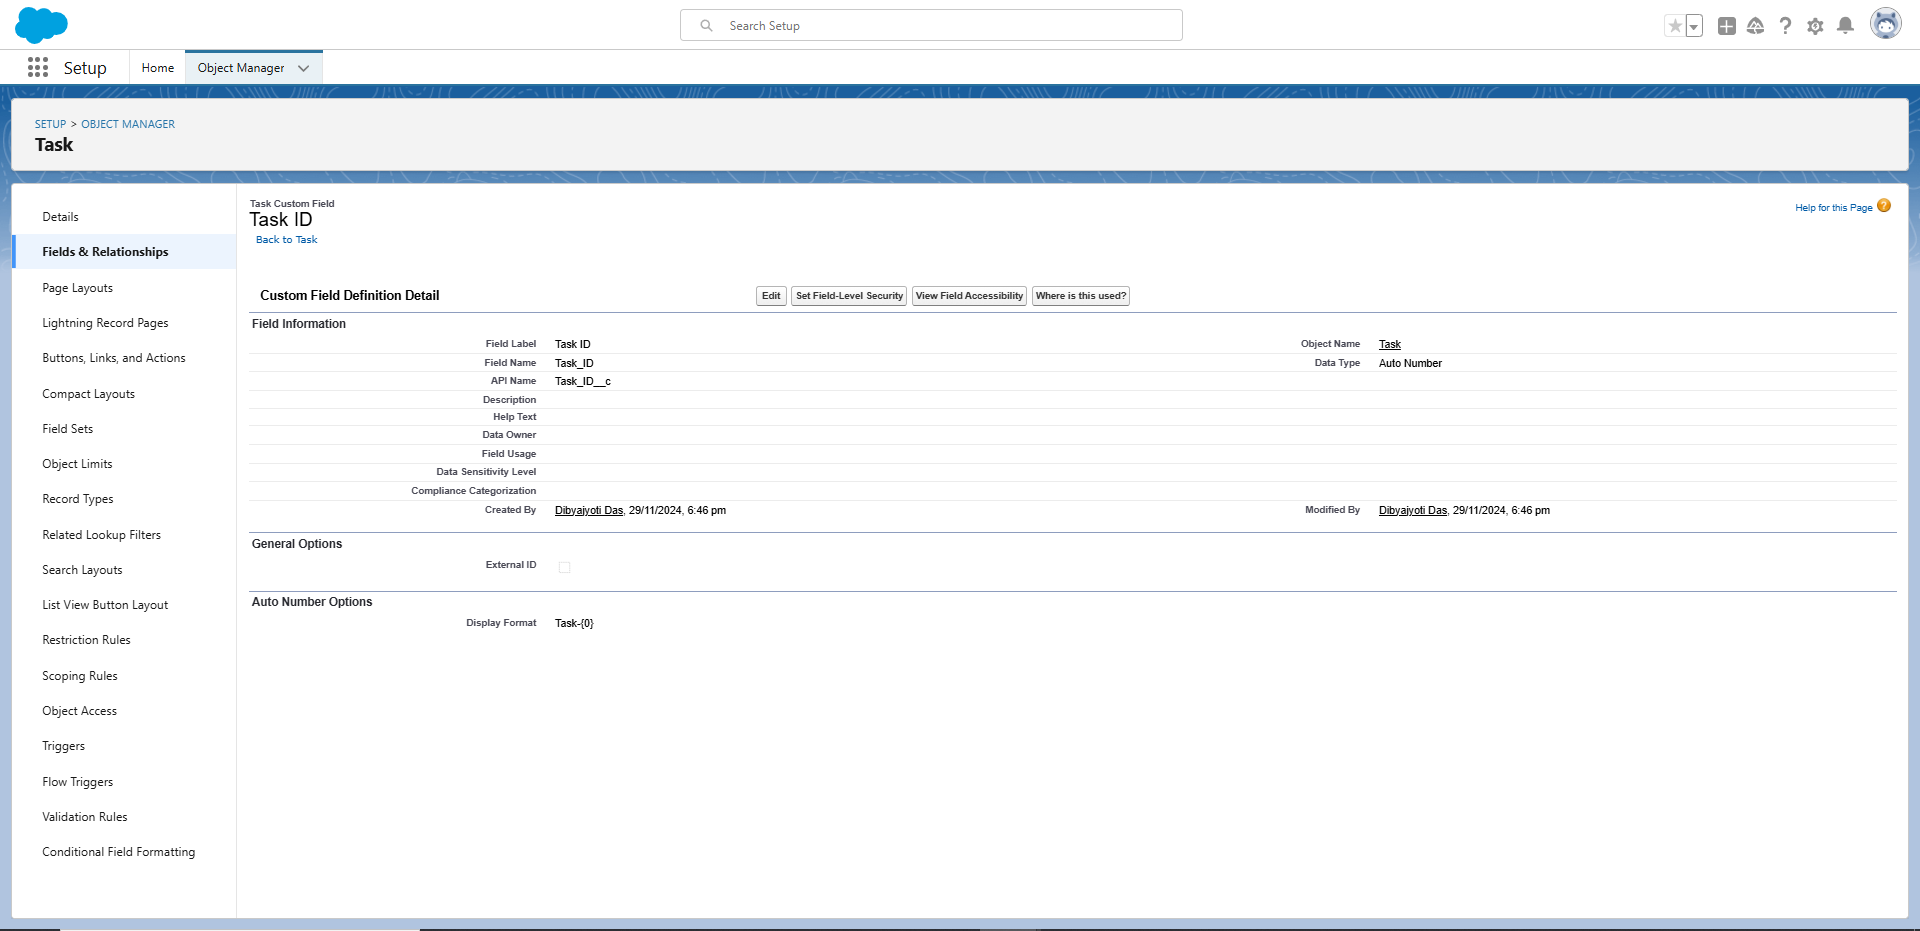 Search Setup
Setup
Home
Object Manager
SETUP > OBJECT MANAGER
Task
Details
Fields & Relationships
Page Layouts
Lightning Record Pages
Buttons, Links, and Actions
Compact Layouts
Field Sets
Object Limits
Record Types
Related Lookup Filters
Search Layouts
List View Button Layout
Restriction Rules
Scoping Rules
Object Access
Triggers
Flow Triggers
Validation Rules
Conditional Field Formatting
Task Custom Field
Task ID
Back to Task
Help for this Page ?
Custom Field Definition Detail
Edit Set Field-Level Security View Field Accessibility Where is this used?
Field Information
Field Label Task ID Object Name Task
Field Name Task_ID Data Type Auto Number
API Name Task_ID__c
Description
Help Text
Data Owner
Field Usage
Data Sensitivity Level
Compliance Categorization
Created By Dibyajyoti Das, 29/11/2024, 6:46 pm Modified By Dibyajyoti Das, 29/11/2024, 6:46 pm
General Options
External ID
Auto Number Options
Display Format Task-{0}